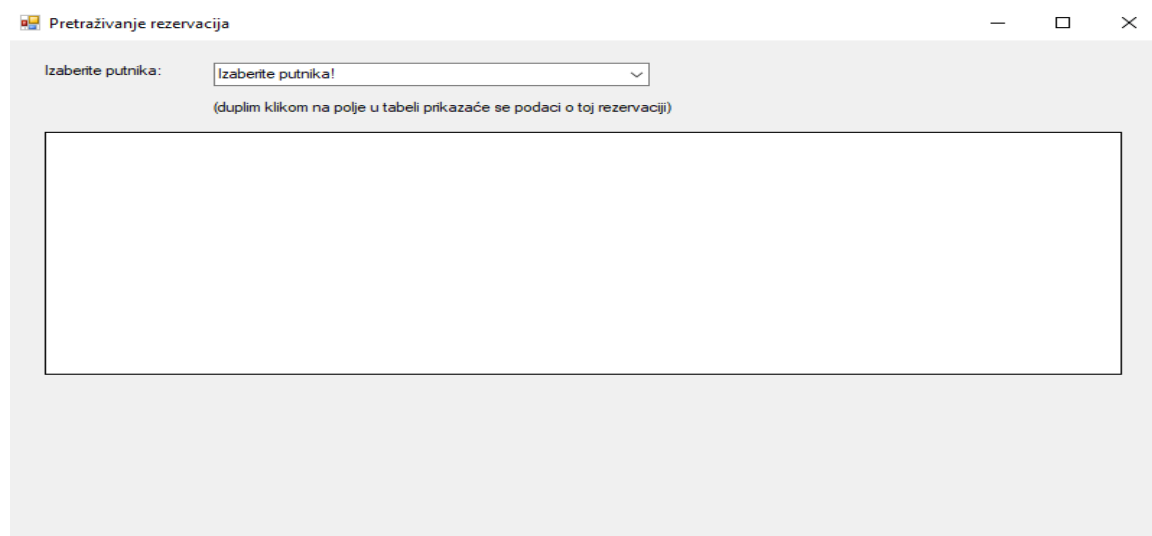 Pretraživanje rezervacija
Izaberite putnika:
Izaberite putnika!
(duplim klikom na polje u tabeli prikazaće se podaci o toj rezervaciji)